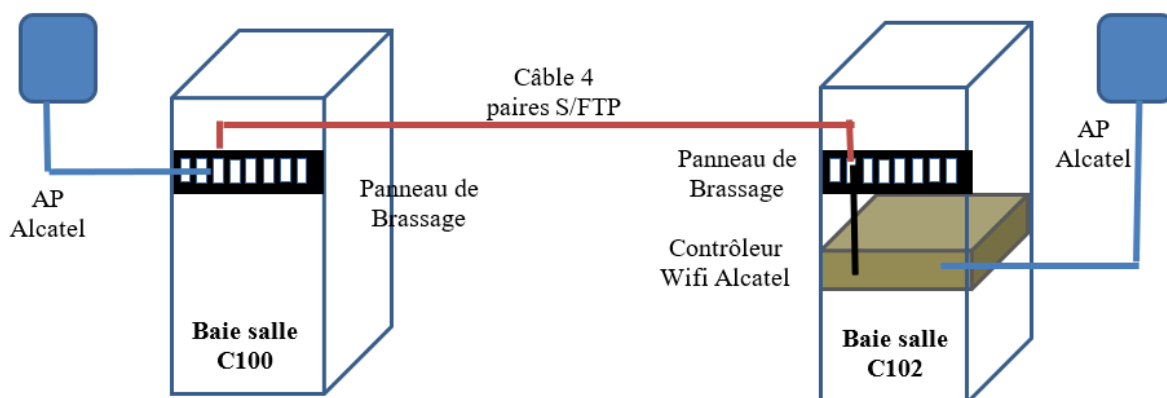 Câble 4
paires S/FTP
AP
Alcatel
Panneau de
Brassage
Baie salle
C100
Panneau de
Brassage
Contrôleur
Wifi Alcatel
AP
Alcatel
Baie salle
C102